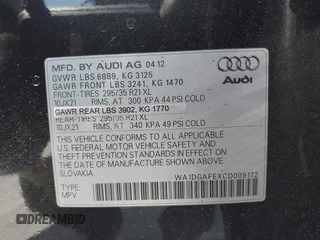 MFD. BY AUDI AG 04 12
GVWR LBS 6889, KG 3125
GAWR FRONT LBS 3241, KG 1470
FRONT-TIRES 295/35 R21 XL
10JX21 RIMS, AT 300 KPA 44 PSI COLD
GAWR REAR LBS 3902, KG 1770
REAR-TIRES 295/35 R21 XL
10JX21 RIMS, AT 340 KPA 49 PSI COLD
Audi
THIS VEHICLE CONFORMS TO ALL APPLICABLE
U.S. FEDERAL MOTOR VEHICLE SAFETY
STANDARDS IN EFFECT ON THE DATE OF
MANUFACTURE SHOWN ABOVE.
SLOVAKIA WA1DGAFEXCD009172
TYPE: MPV
DREAMBID